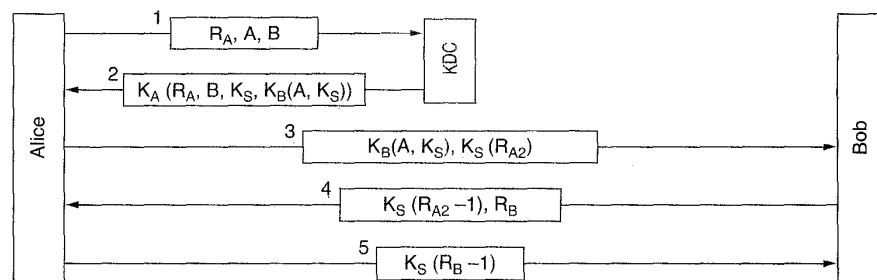 1
R_A, A, B
KDC
2
K_A (R_A, B, K_S, K_B(A, K_S))
Alice
Bob
3
K_B(A, K_S), K_S (R_A2)
4
K_S (R_A2 –1), R_B
5
K_S (R_B –1)